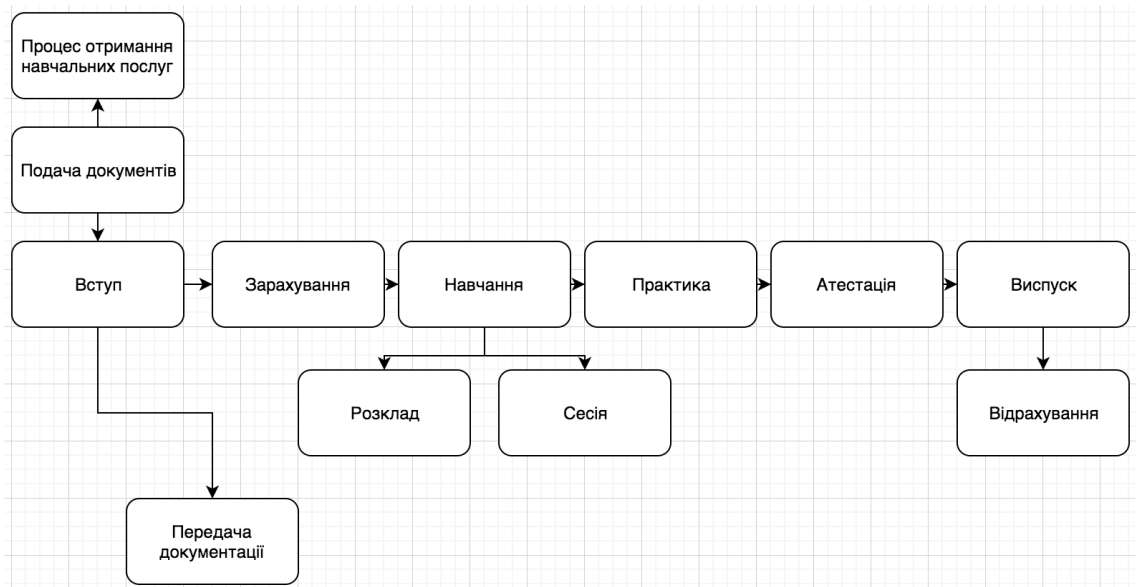 Процес отримання
навчальних послуг
Подача документів
Вступ
Зарахування
Навчання
Практика
Атестація
Виспуск
Розклад
Сесія
Відрахування
Передача
документації